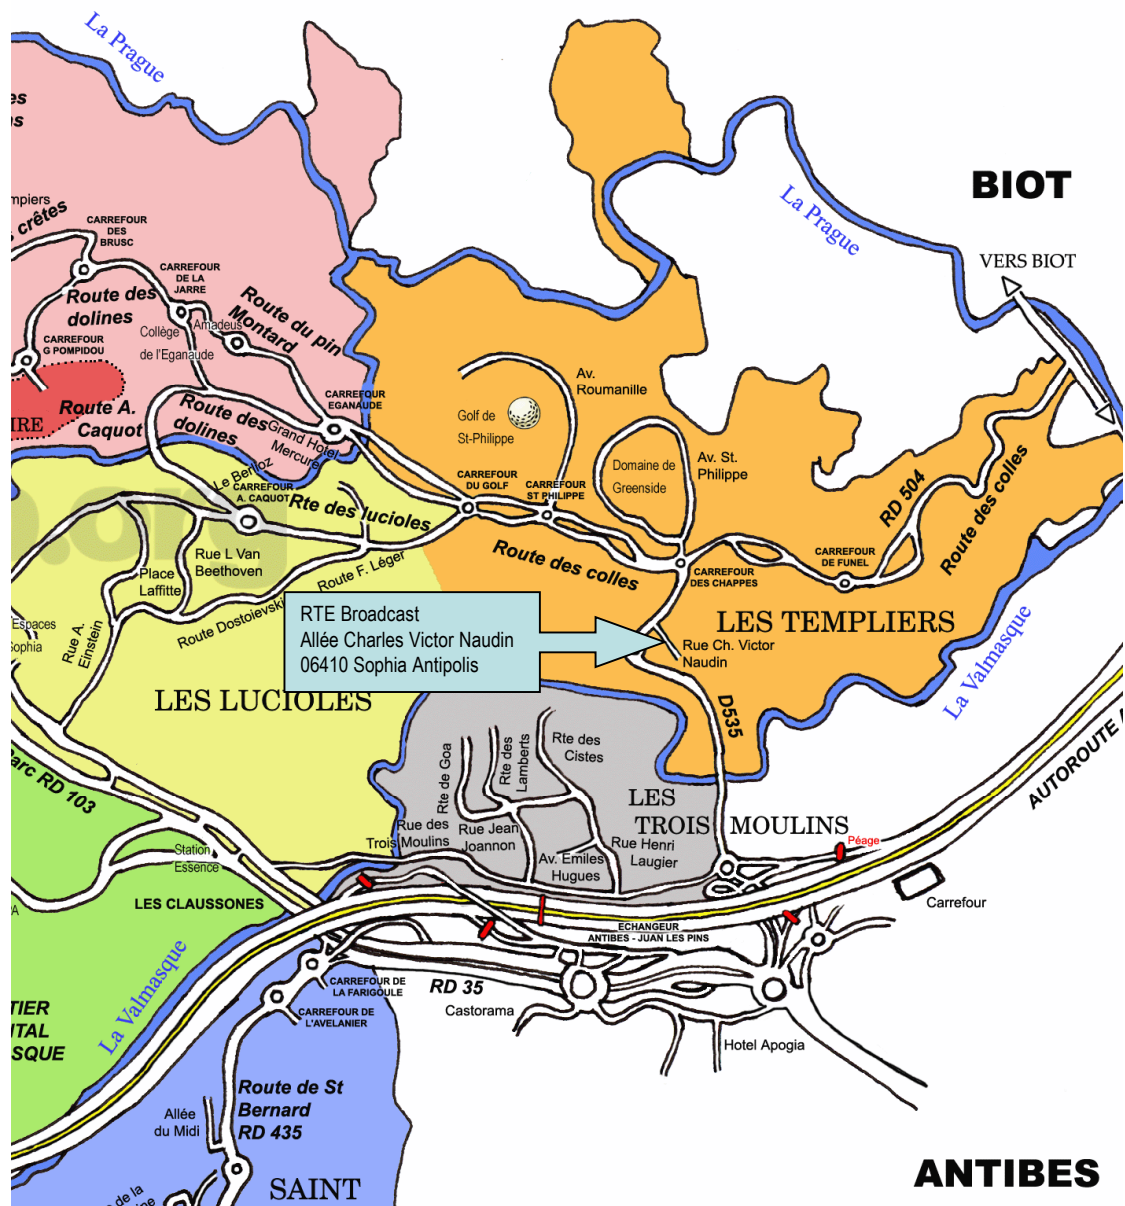 La Prague
BIOT
La Prague
VERS BIOT
crêtes
CARREFOUR
DES
BRUSC
CARREFOUR
DE LA
JARRE
Route des
dolines
Route du pin
Montard
Amadeus
Collège
de l'Eganaude
CARREFOUR
G POMPIDOU
Route A.
Caquot
CARREFOUR
EGANAUDE
Route des
dolines
Grand Hotel
Mercure
Av.
Roumanille
Golf de
St-Philippe
Domaine de
Greenside
Av. St.
Philippe
CARREFOUR
DU GOLF
CARREFOUR
ST PHILIPPE
CARREFOUR
A. CAQUOT
Rte des lucioles
RD 504
Route des colles
Route des colles
CARREFOUR
DES CHAPPES
CARREFOUR
DE FUNEL
Rue L Van
Beethoven
Place
Laffitte
Route F. Léger
Route Dostoievski
Rue A.
Einstein
Espaces
RTE Broadcast
Allée Charles Victor Naudin
06410 Sophia Antipolis
LES TEMPLIERS
Rue Ch. Victor
Naudin
La Valmasque
LES LUCIOLES
D535
RD 103
Rte de Goa
Rte des
Lamberts
Rte des
Cistes
LES
TROIS MOULINS
Rue des
Trois Moulins
Rue Jean
Joannon
Av. Emiles
Hugues
Rue Henri
Laugier
Péage
AUTOROUTE
Station
Essence
LES CLAUSSONES
Carrefour
ECHANGEUR
ANTIBES - JUAN LES PINS
La Valmasque
CARREFOUR DE
LA FARIGOULE
CARREFOUR DE
L'AVELANIER
RD 35
Castorama
Hotel Apogia
Route de St
Bernard
RD 435
Allée
du Midi
SAINT
de la
ANTIBES